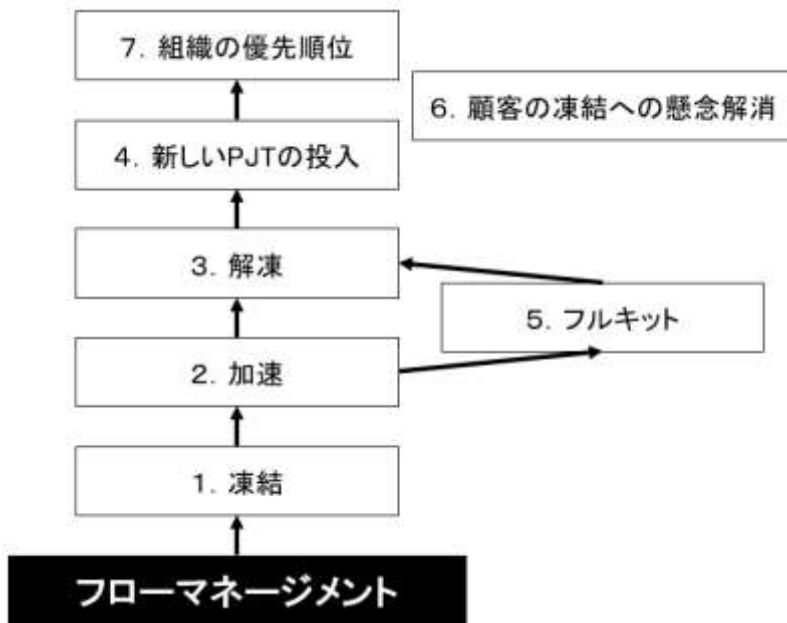 7．組織の優先順位
6．顧客の凍結への懸念解消
4．新しいPJTの投入
3．解凍
5．フルキット
2．加速
1．凍結
フローマネージメント